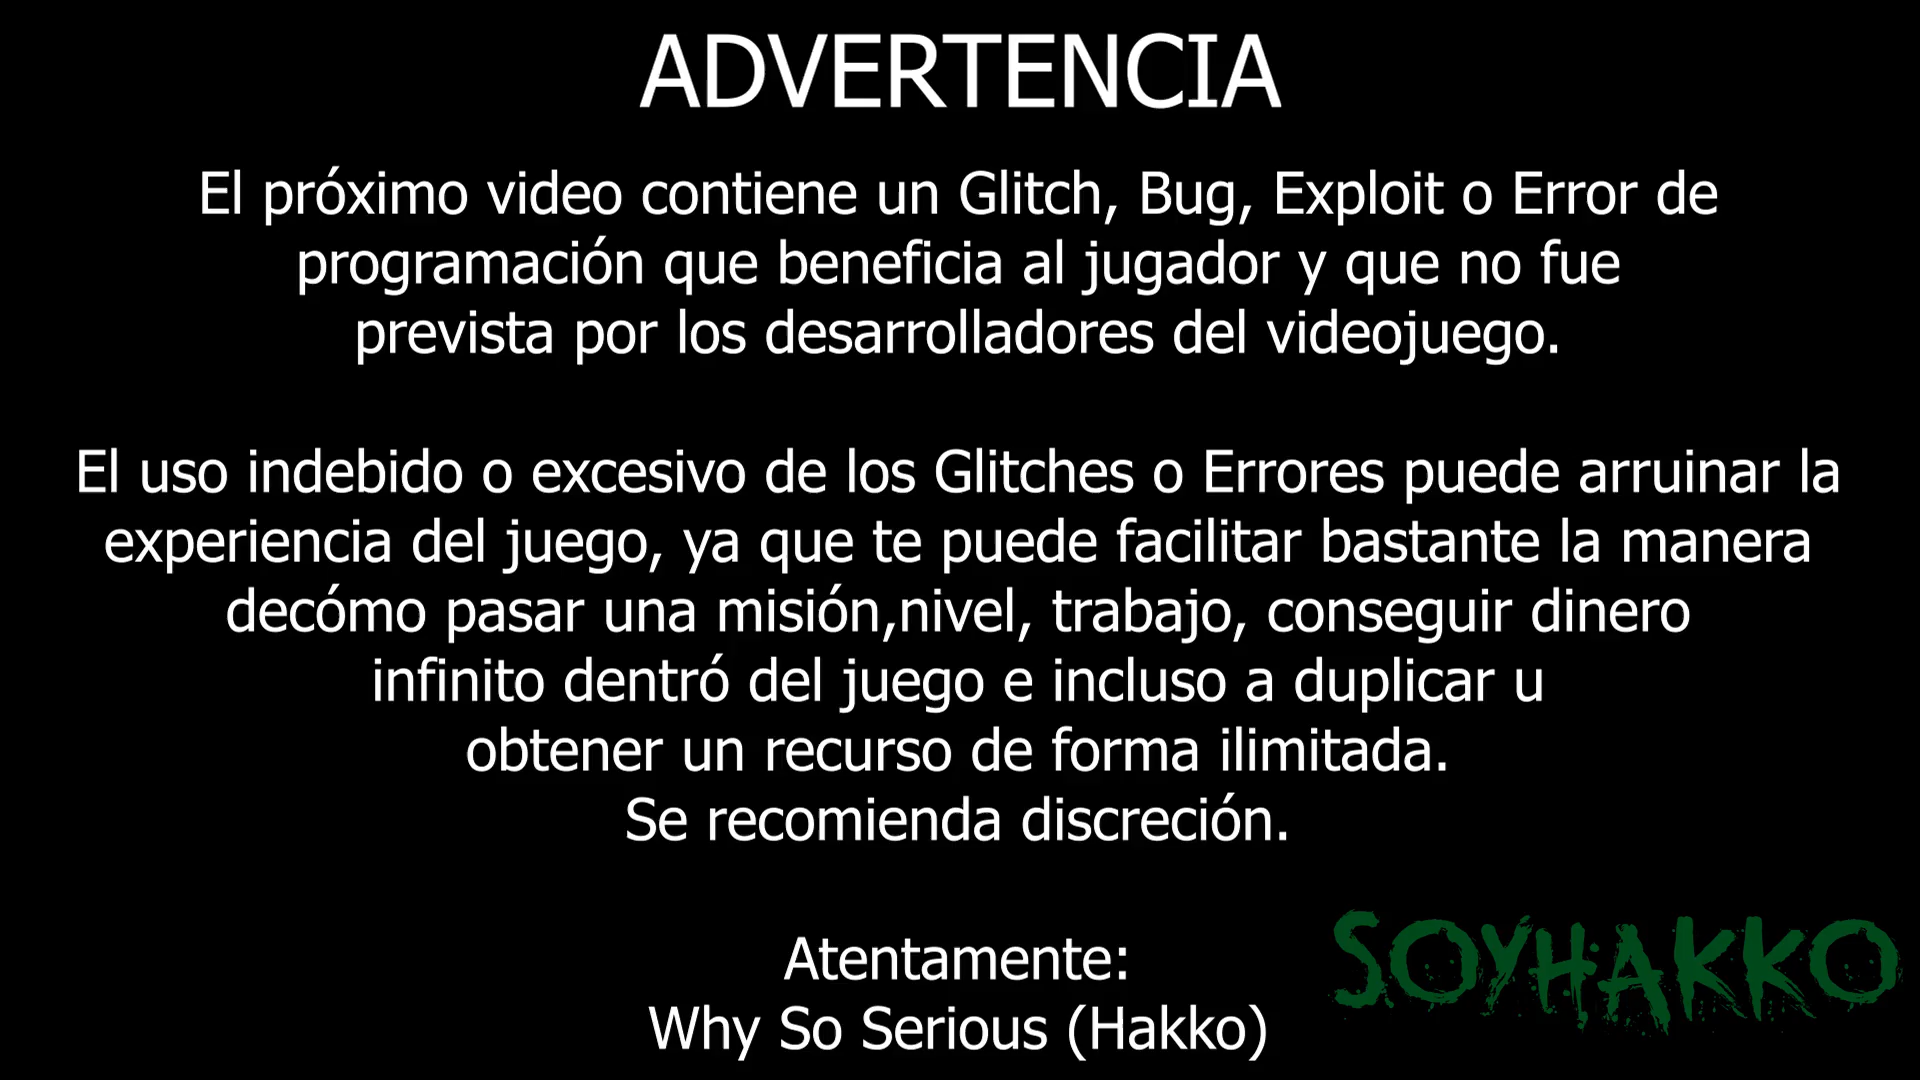 ADVERTENCIA
El próximo video contiene un Glitch, Bug, Exploit o Error de
programación que beneficia al jugador y que no fue
prevista por los desarrolladores del videojuego.
El uso indebido o excesivo de los Glitches o Errores puede arruinar la
experiencia del juego, ya que te puede facilitar bastante la manera
decómo pasar una misión,nivel, trabajo, conseguir dinero
infinito dentró del juego e incluso a duplicar u
obtener un recurso de forma ilimitada.
Se recomienda discreción.
Atentamente:
Why So Serious (Hakko)
SOYHAKKO